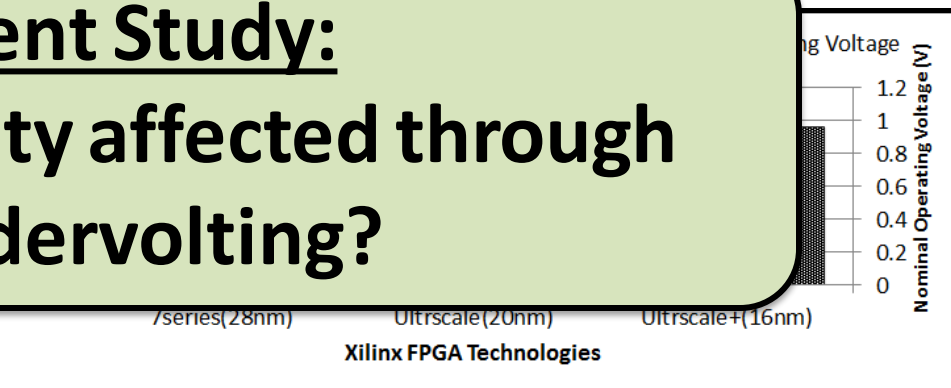 ent Study:
ty affected through
dervolting?
ng Voltage
1.2
1
0.8
0.6
0.4
0.2
0
Nominal Operating Voltage (V)
7series(28nm) Ultrscale(20nm) Ultrscale+(16nm)
Xilinx FPGA Technologies